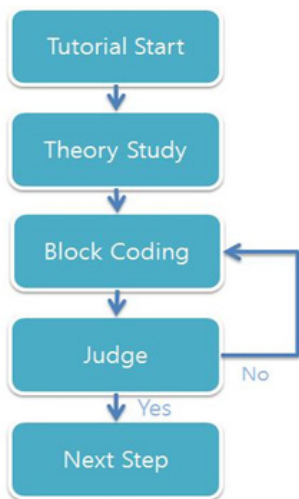 Tutorial Start
Theory Study
Block Coding
Judge
No
Yes
Next Step